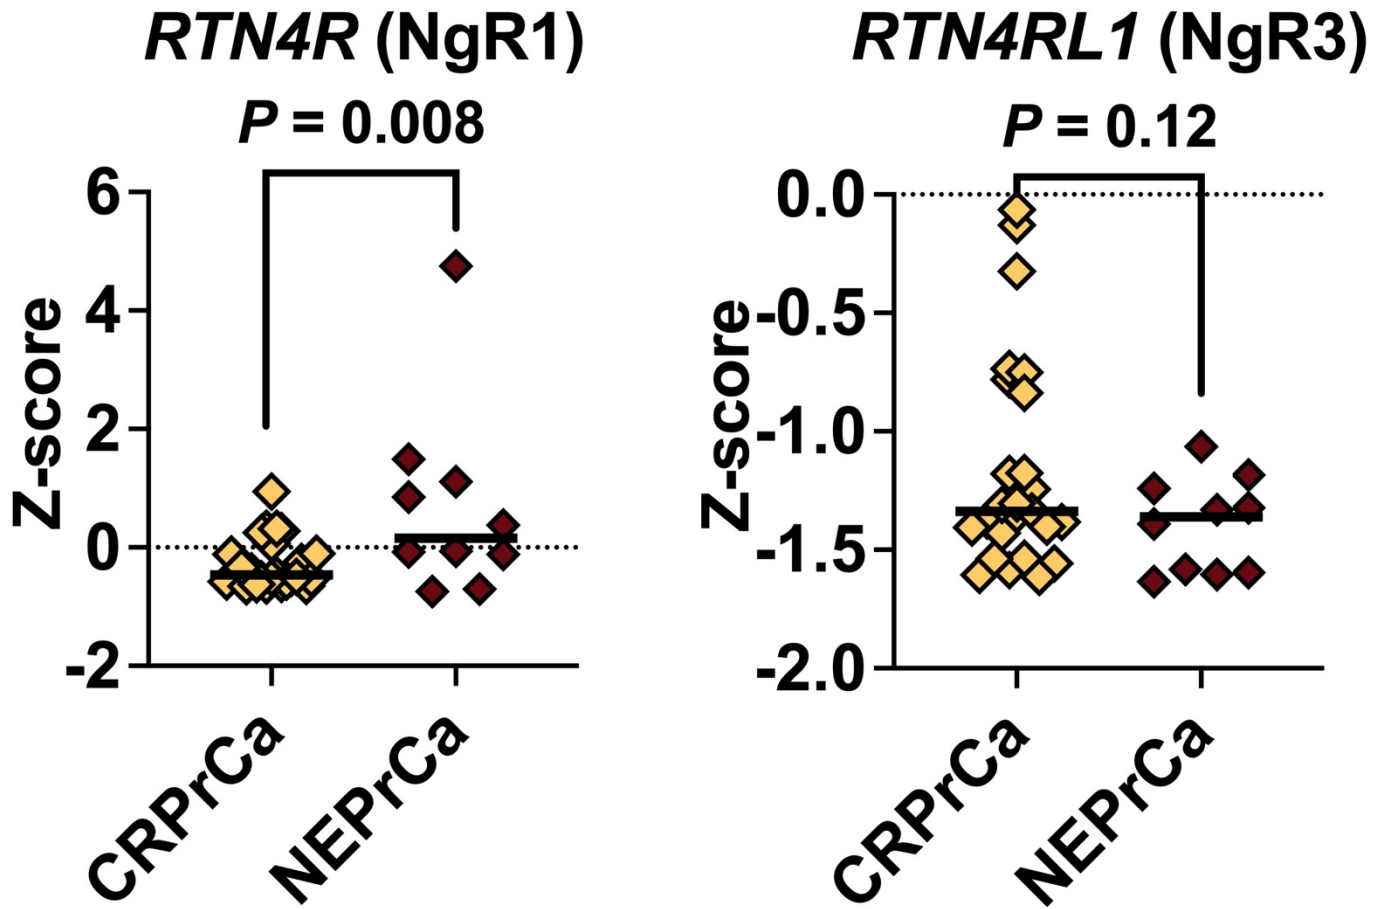 RTN4R (NgR1)
P = 0.008
Z-score
6
4
2
0
-2
CRPrCa
NEPrCa
RTN4RL1 (NgR3)
P = 0.12
Z-score
0.0
-0.5
-1.0
-1.5
-2.0
CRPrCa
NEPrCa